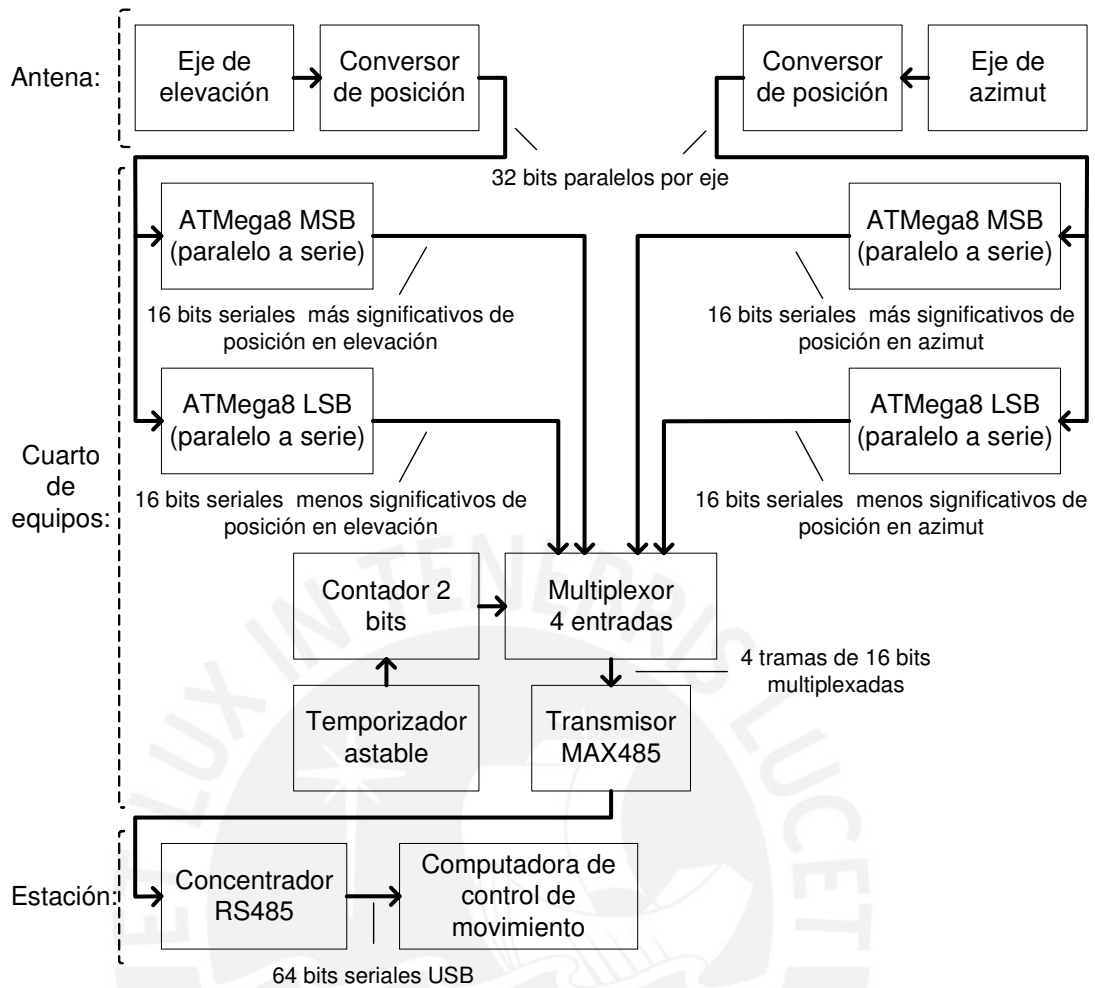 Antena:
Eje de
elevación
Conversor
de posición
Conversor
de posición
Eje de
azimut
32 bits paralelos por eje
Cuarto
de
equipos:
ATMega8 MSB
(paralelo a serie)
ATMega8 MSB
(paralelo a serie)
16 bits seriales más significativos de
posición en elevación
16 bits seriales más significativos de
posición en azimut
ATMega8 LSB
(paralelo a serie)
ATMega8 LSB
(paralelo a serie)
16 bits seriales menos significativos de
posición en elevación
16 bits seriales menos significativos de
posición en azimut
Contador 2
bits
Multiplexor
4 entradas
4 tramas de 16 bits
multiplexadas
Temporizador
astable
Transmisor
MAX485
Estación:
Concentrador
RS485
Computadora de
control de
movimiento
64 bits seriales USB
ET LUX IN TENEBRIS LUCET